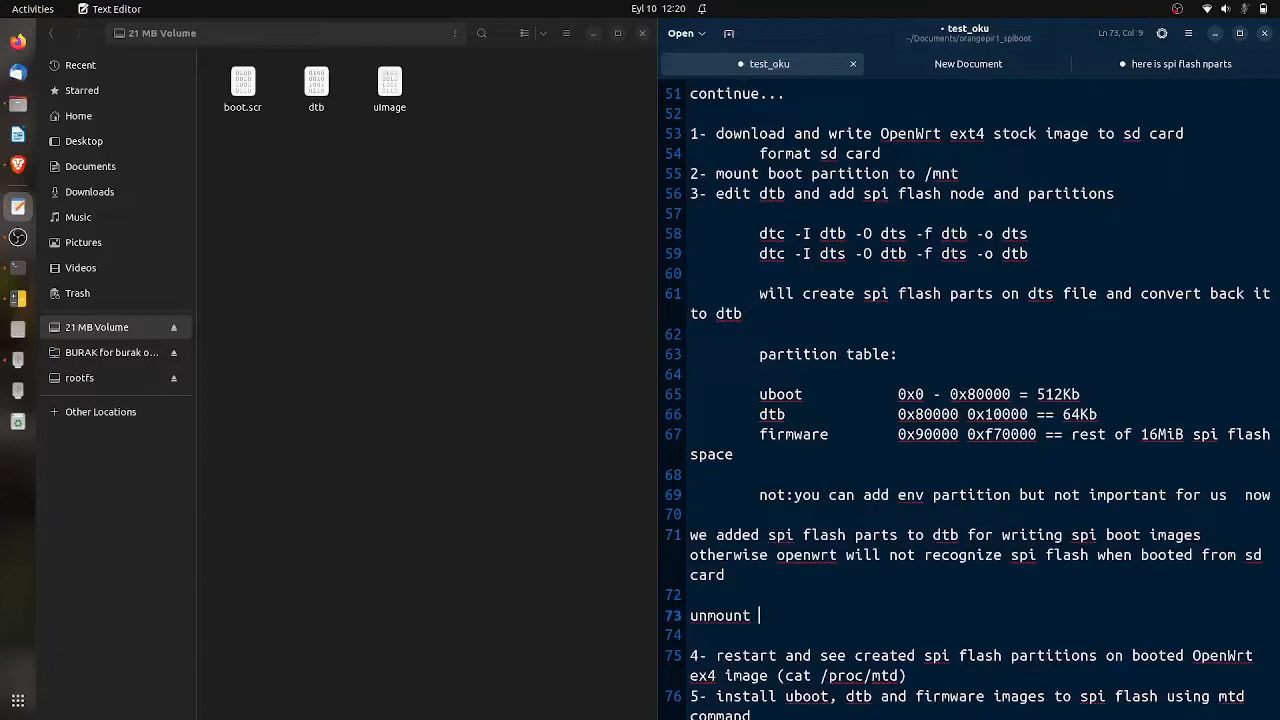 Activities
Text Editor
Eyl 10 12:20
21 MB Volume
Recent
Starred
Home
Desktop
Documents
Downloads
Music
Pictures
Videos
Trash
21 MB Volume
BURAK for burak o...
rootfs
Other Locations
boot.scr
dtb
uImage
Open
• test_oku
~/Documents/orangepir1_spiboot
Ln 73, Col 9
test_oku
New Document
here is spi flash nparts
51 continue...
52
53 1- download and write OpenWrt ext4 stock image to sd card
54 format sd card
55 2- mount boot partition to /mnt
56 3- edit dtb and add spi flash node and partitions
57
58 dtc -I dtb -O dts -f dtb -o dts
59 dtc -I dts -O dtb -f dts -o dtb
60
61 will create spi flash parts on dts file and convert back it
to dtb
62
63 partition table:
64
65 uboot 0x0 - 0x80000 = 512Kb
66 dtb 0x80000 0x10000 == 64Kb
67 firmware 0x90000 0xf70000 == rest of 16MiB spi flash
space
68
69 not:you can add env partition but not important for us now
70
71 we added spi flash parts to dtb for writing spi boot images
otherwise openwrt will not recognize spi flash when booted from sd
card
72
73 unmount
74
75 4- restart and see created spi flash partitions on booted OpenWrt
ex4 image (cat /proc/mtd)
76 5- install uboot, dtb and firmware images to spi flash using mtd
command